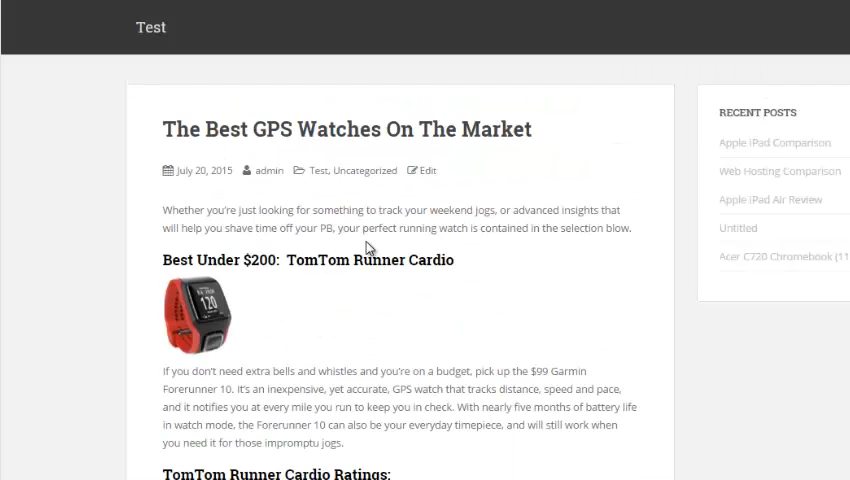 Test
The Best GPS Watches On The Market
July 20, 2015 admin Test, Uncategorized Edit
Whether you're just looking for something to track your weekend jogs, or advanced insights that
will help you shave time off your PB, your perfect running watch is contained in the selection blow.
Best Under $200: TomTom Runner Cardio
120
If you don't need extra bells and whistles and you're on a budget, pick up the $99 Garmin
Forerunner 10. It's an inexpensive, yet accurate, GPS watch that tracks distance, speed and pace,
and it notifies you at every mile you run to keep you in check. With nearly five months of battery life
in watch mode, the Forerunner 10 can also be your everyday timepiece, and will still work when
you need it for those impromptu jogs.
TomTom Runner Cardio Ratings:
RECENT POSTS
Apple iPad Comparison
Web Hosting Comparison
Apple iPad Air Review
Untitled
Acer C720 Chromebook (11